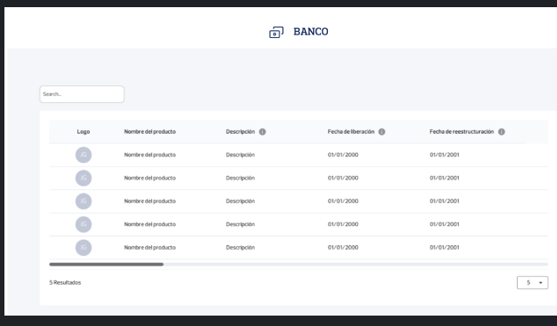 BANCO
Search...
Logo Nombre del producto Descripción Fecha de liberación Fecha de reestructuración
JG Nombre del producto Descripción 01/01/2000 01/01/2001
JG Nombre del producto Descripción 01/01/2000 01/01/2001
JG Nombre del producto Descripción 01/01/2000 01/01/2001
JG Nombre del producto Descripción 01/01/2000 01/01/2001
JG Nombre del producto Descripción 01/01/2000 01/01/2001
5 Resultados 5